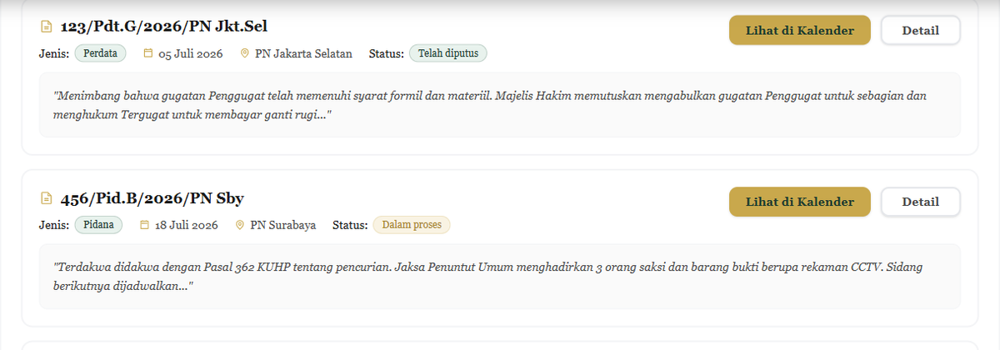 123/Pdt.G/2026/PN Jkt.Sel
Lihat di Kalender
Detail
Jenis: Perdata 05 Juli 2026 PN Jakarta Selatan Status: Telah diputus
"Menimbang bahwa gugatan Penggugat telah memenuhi syarat formil dan materiil. Majelis Hakim memutuskan mengabulkan gugatan Penggugat untuk sebagian dan
menghukum Tergugat untuk membayar ganti rugi..."
456/Pid.B/2026/PN Sby
Lihat di Kalender
Detail
Jenis: Pidana 18 Juli 2026 PN Surabaya Status: Dalam proses
"Terdakwa didakwa dengan Pasal 362 KUHP tentang pencurian. Jaksa Penuntut Umum menghadirkan 3 orang saksi dan barang bukti berupa rekaman CCTV. Sidang
berikutnya dijadwalkan..."